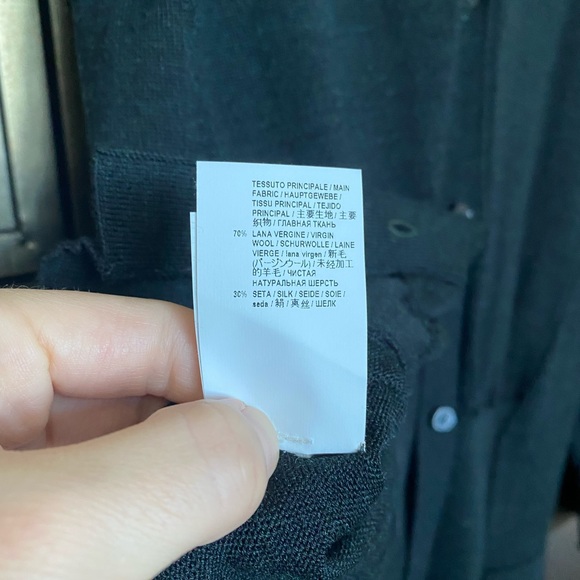 TESSUTO PRINCIPALE / MAIN
FABRIC / HAUPTGEWEBE /
TISSU PRINCIPAL / TEJIDO
PRINCIPAL / 主要生地 / 主要
织物 / ГЛАВНАЯ ТКАНЬ
70% LANA VERGINE / VIRGIN
WOOL / SCHURWOLLE / LAINE
VIERGE / lana virgen / 新毛
(バージンウール) / 未经加工
的羊毛 / ЧИСТАЯ
НАТУРАЛЬНАЯ ШЕРСТЬ
30% SETA / SILK / SEIDE / SOIE /
seda / 絹 / 真丝 / ШЕЛК